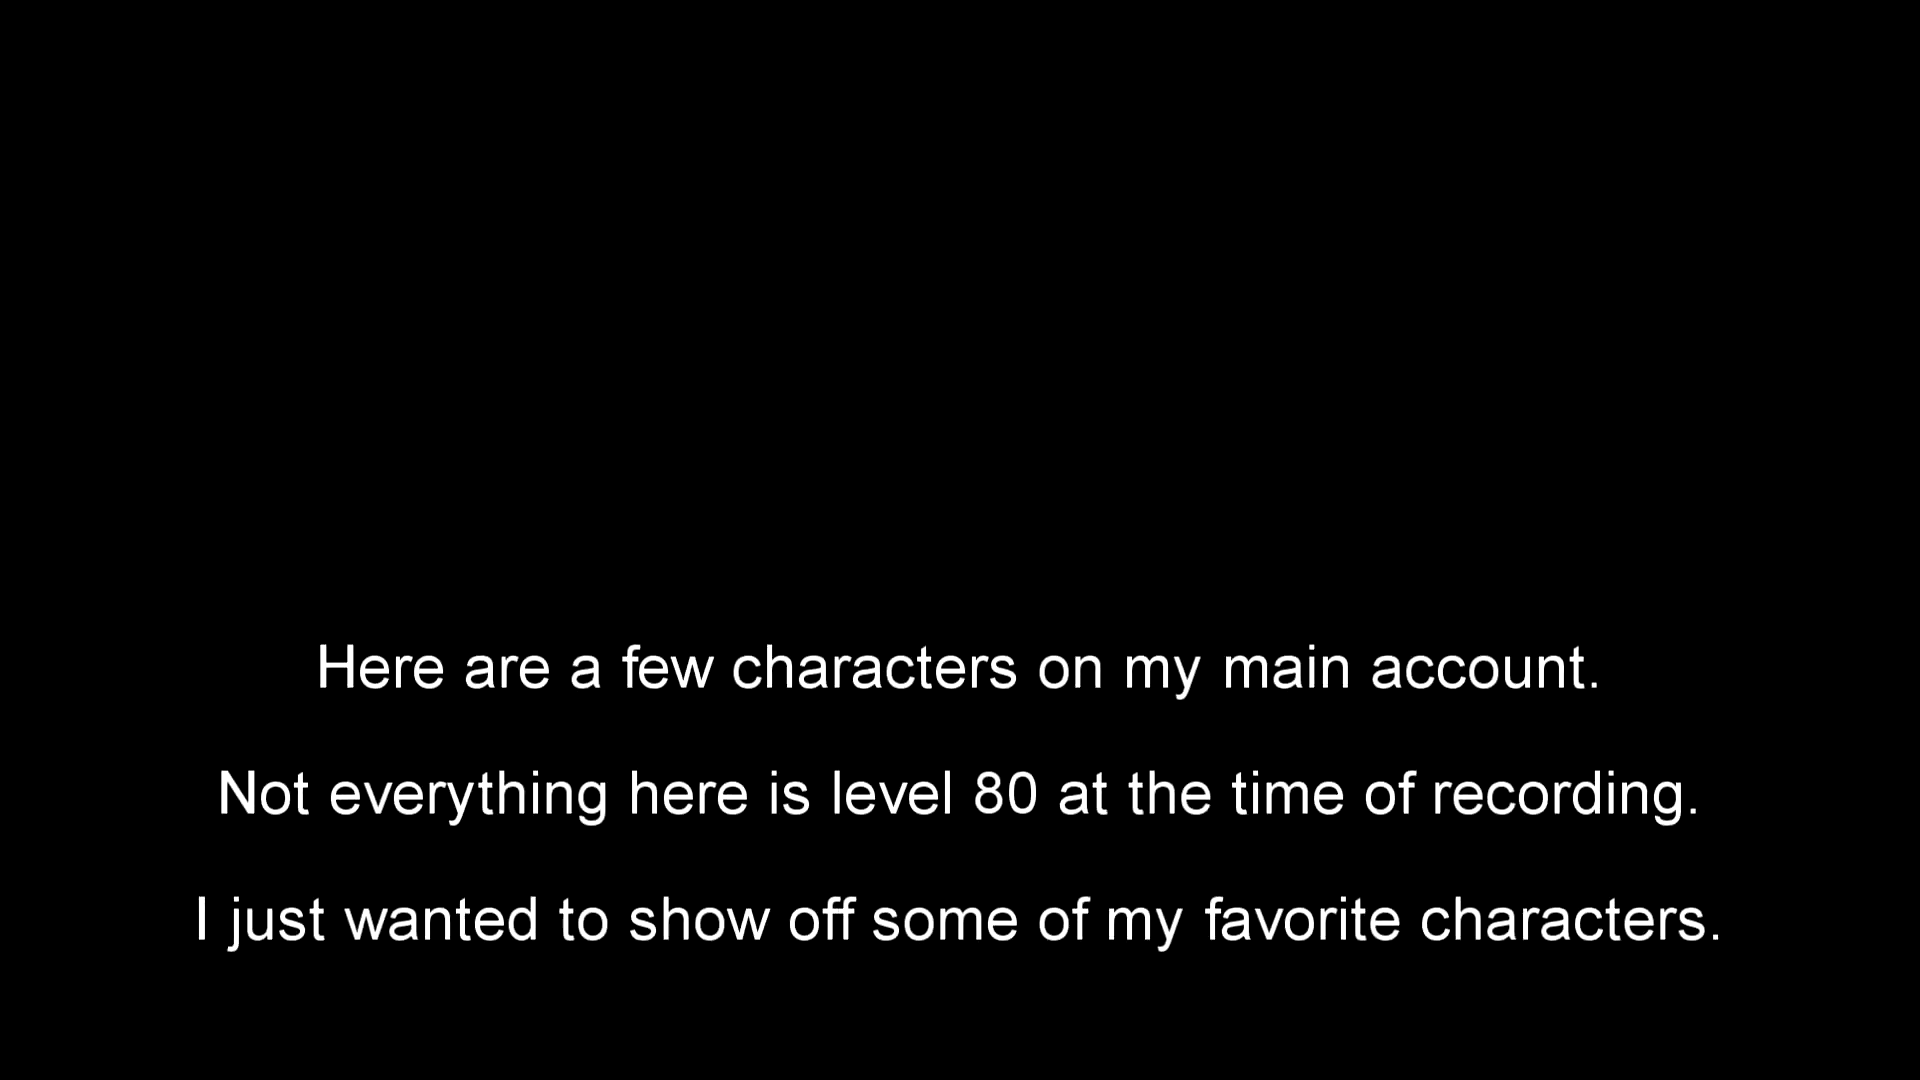 Here are a few characters on my main account.
Not everything here is level 80 at the time of recording.
I just wanted to show off some of my favorite characters.